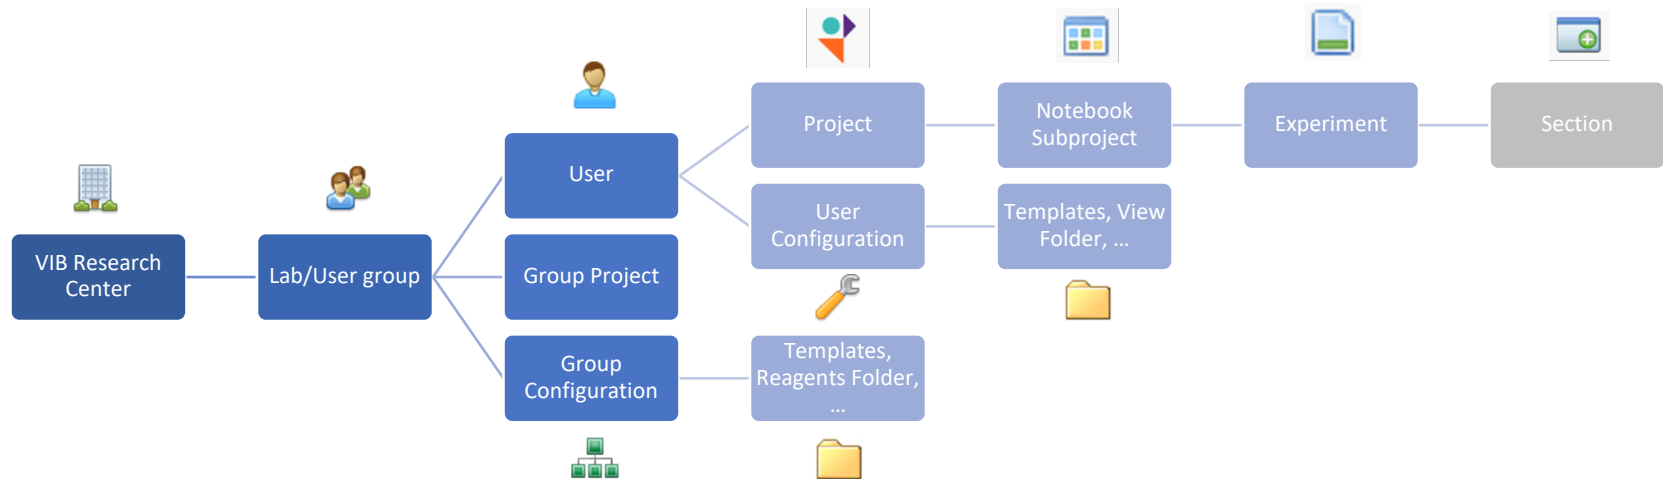 VIB Research
Center
Lab/User group
User
Group Project
Group
Configuration
Project
User
Configuration
Templates,
Reagents Folder,
...
Notebook
Subproject
Templates, View
Folder, ...
Experiment
Section